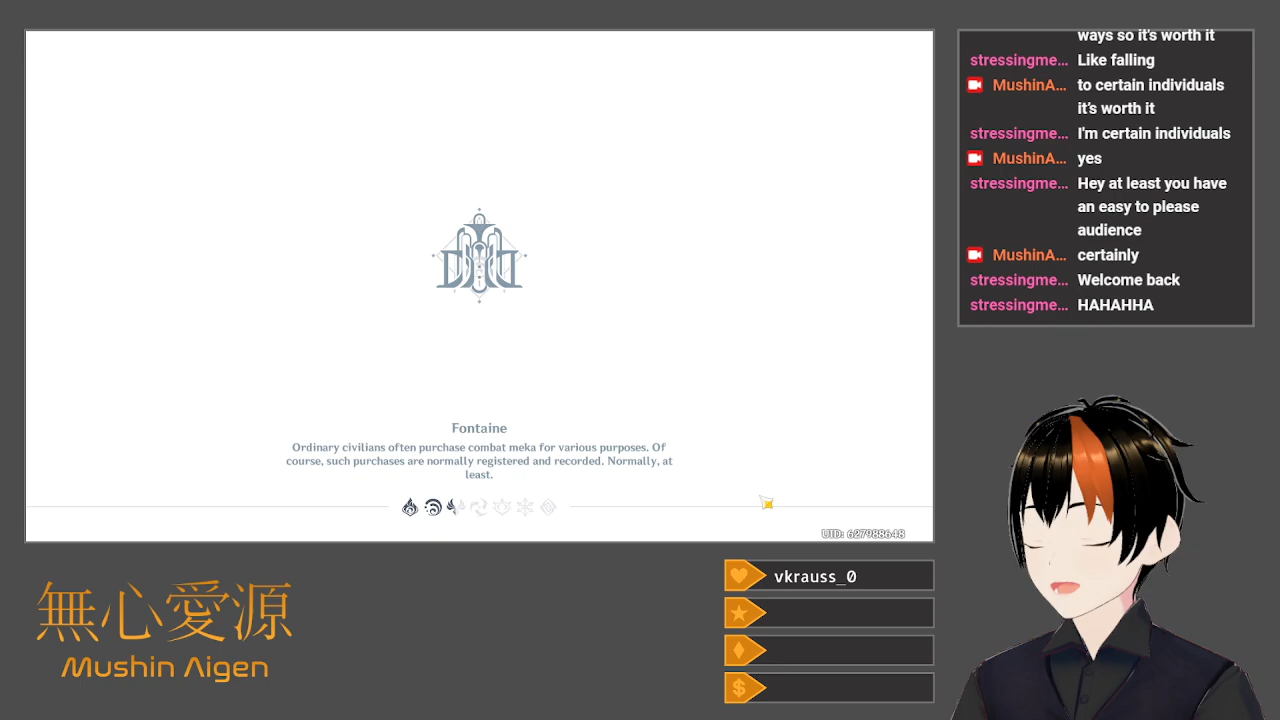 Fontaine
Ordinary civilians often purchase combat meka for various purposes. Of
course, such purchases are normally registered and recorded. Normally, at
least.
UID: 627988648
ways so it's worth it
stressingme... Like falling
MushinA... to certain individuals
it's worth it
stressingme... I'm certain individuals
MushinA... yes
stressingme... Hey at least you have
an easy to please
audience
MushinA... certainly
stressingme... Welcome back
stressingme... HAHAHHA
無心愛源
Mushin Aigen
vkrauss_0